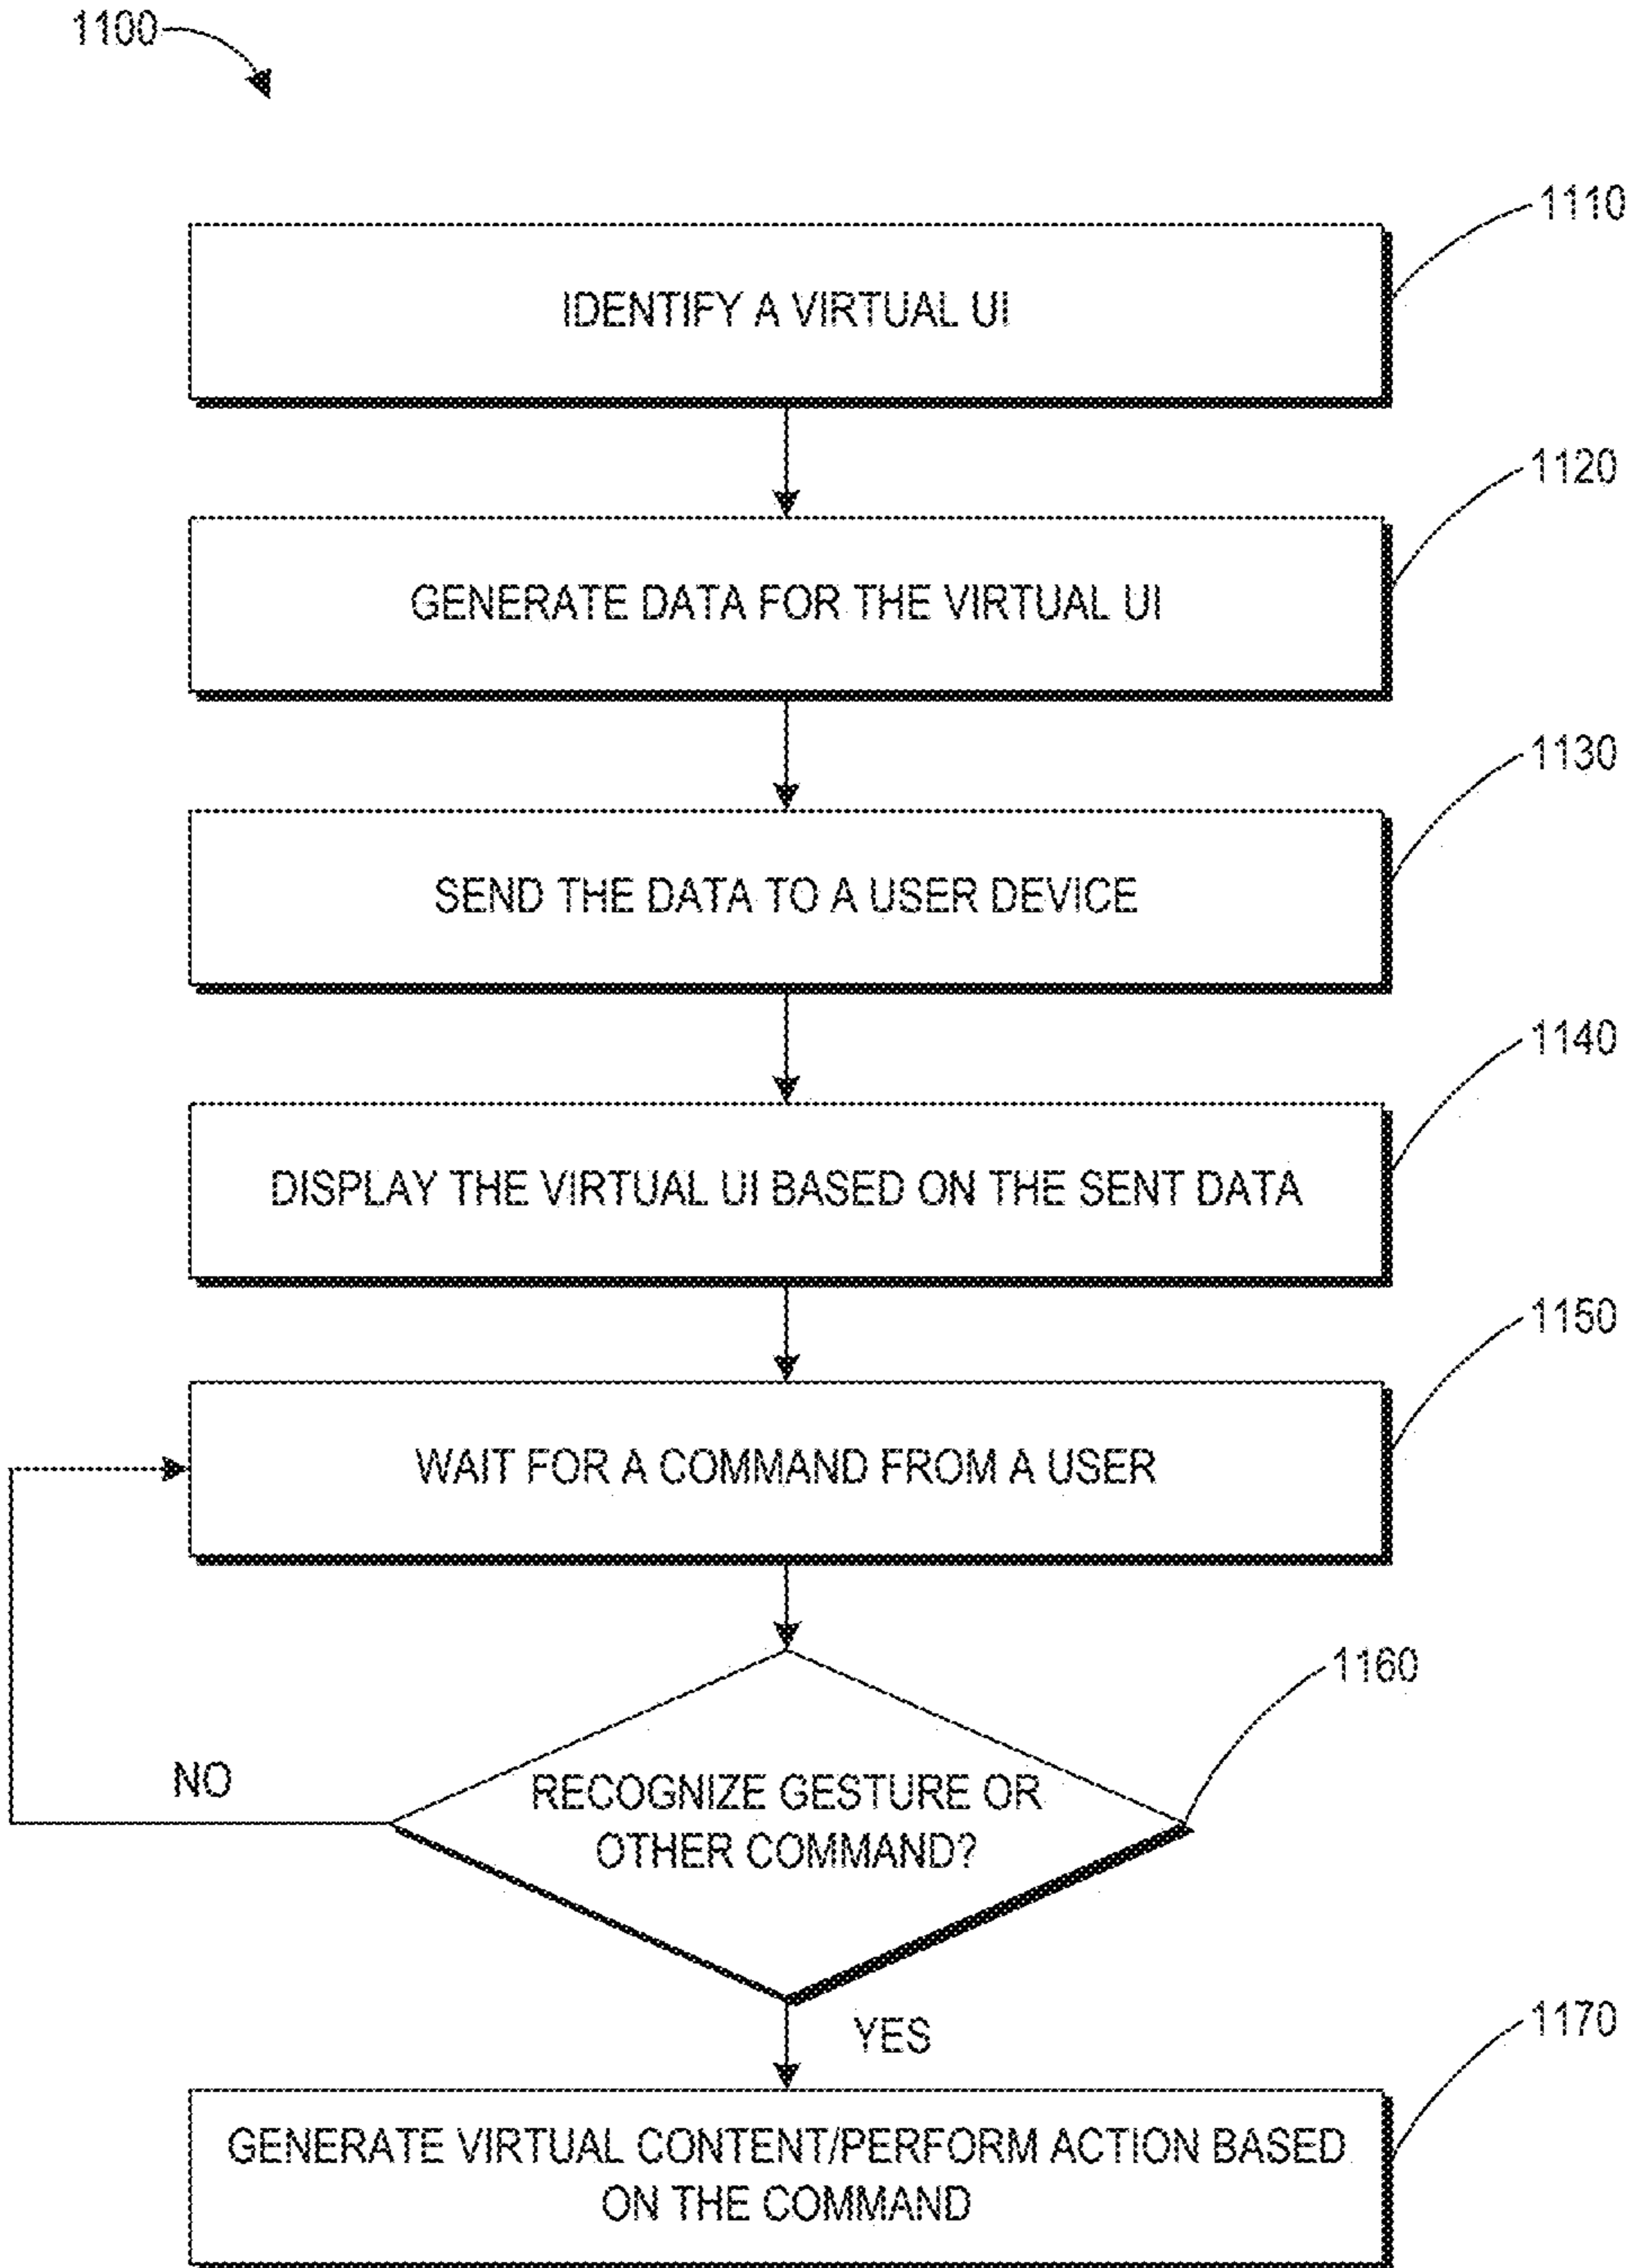 1100
1110
IDENTIFY A VIRTUAL UI
1120
GENERATE DATA FOR THE VIRTUAL UI
1130
SEND THE DATA TO A USER DEVICE
1140
DISPLAY THE VIRTUAL UI BASED ON THE SENT DATA
1150
WAIT FOR A COMMAND FROM A USER
1160
RECOGNIZE GESTURE OR
OTHER COMMAND?
NO
YES
1170
GENERATE VIRTUAL CONTENT/PERFORM ACTION BASED
ON THE COMMAND